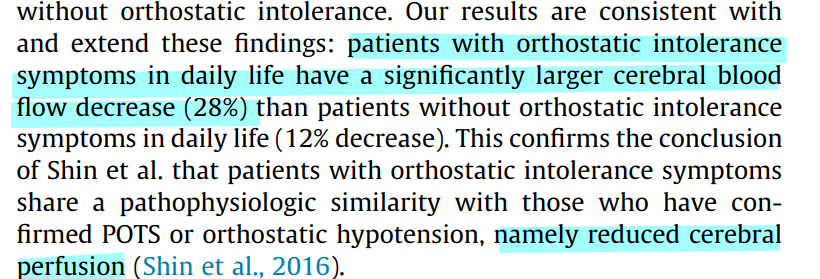 without orthostatic intolerance. Our results are consistent with
and extend these findings: patients with orthostatic intolerance
symptoms in daily life have a significantly larger cerebral blood
flow decrease (28%) than patients without orthostatic intolerance
symptoms in daily life (12% decrease). This confirms the conclusion
of Shin et al. that patients with orthostatic intolerance symptoms
share a pathophysiologic similarity with those who have con-
firmed POTS or orthostatic hypotension, namely reduced cerebral
perfusion (Shin et al., 2016).